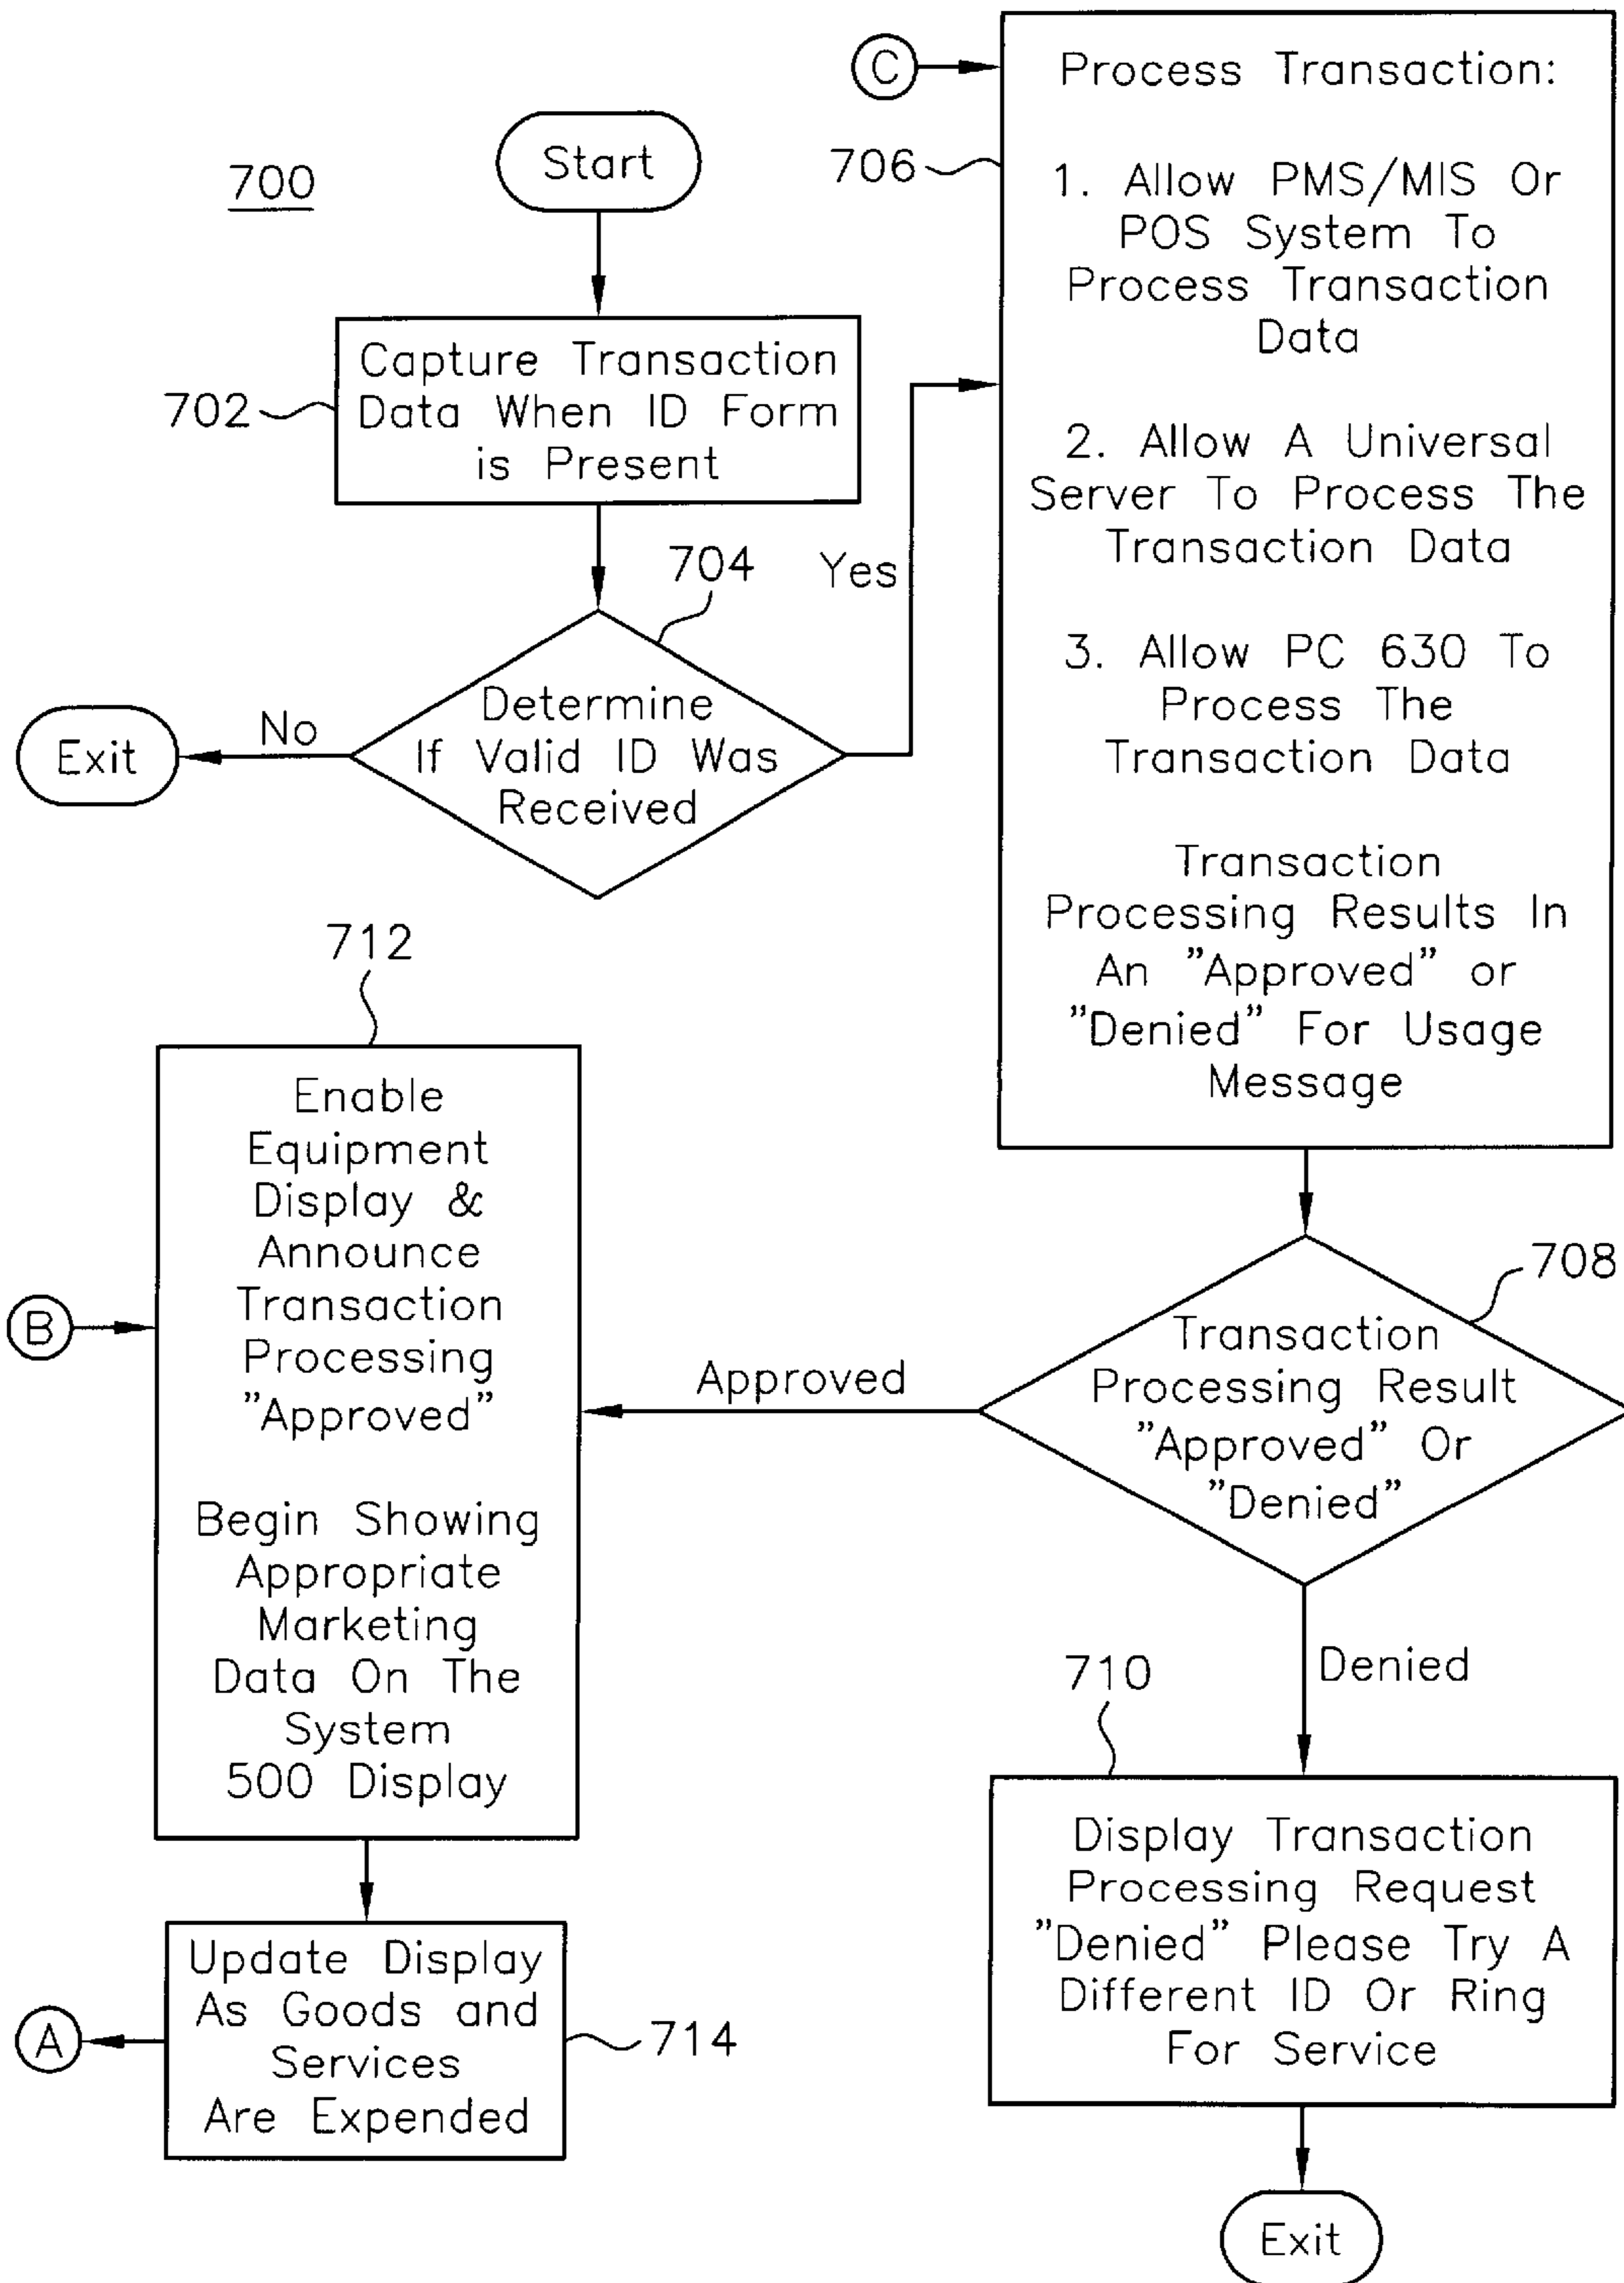 700
Start
702
Capture Transaction
Data When ID Form
is Present
704
Determine
If Valid ID Was
Received
No
Exit
Yes
C
706
Process Transaction:
1. Allow PMS/MIS Or
POS System To
Process Transaction
Data
2. Allow A Universal
Server To Process The
Transaction Data
3. Allow PC 630 To
Process The
Transaction Data
Transaction
Processing Results In
An "Approved" or
"Denied" For Usage
Message
708
Transaction
Processing Result
"Approved" Or
"Denied"
Approved
Denied
710
Display Transaction
Processing Request
"Denied" Please Try A
Different ID Or Ring
For Service
Exit
712
B
Enable
Equipment
Display &
Announce
Transaction
Processing
"Approved"
Begin Showing
Appropriate
Marketing
Data On The
System
500 Display
714
Update Display
As Goods and
Services
Are Expended
A